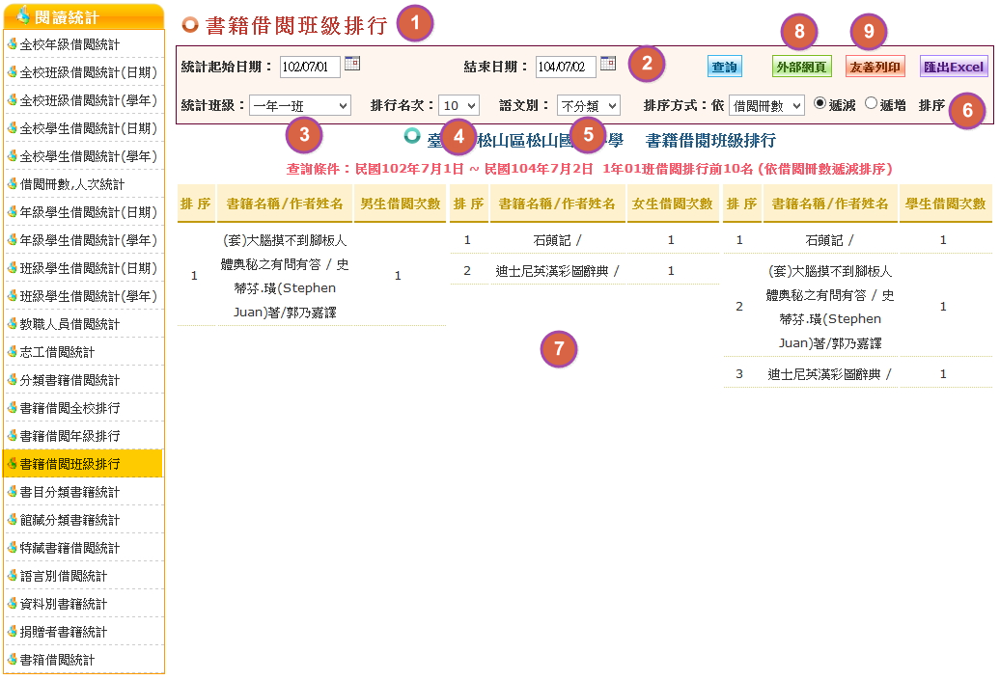 閱讀統計
全校年級借閱統計
全校班級借閱統計(日期)
全校班級借閱統計(學年)
全校學生借閱統計(日期)
全校學生借閱統計(學年)
借閱冊數,人次統計
年級學生借閱統計(日期)
年級學生借閱統計(學年)
班級學生借閱統計(日期)
班級學生借閱統計(學年)
教職人員借閱統計
志工借閱統計
分類書籍借閱統計
書籍借閱全校排行
書籍借閱年級排行
書籍借閱班級排行
書目分類書籍統計
館藏分類書籍統計
特藏書籍借閱統計
語言別借閱統計
資料別書籍統計
捐贈者書籍統計
書箱借閱統計
書籍借閱班級排行 1
8 9
統計起始日期： 102/07/01 結束日期： 104/07/02 2 查詢 外部網頁 友善列印 匯出Excel
統計班級： 一年一班 排行名次： 10 語文別： 不分類 排序方式：依 借閱冊數 遞減 遞增 排序 6
3 4 5
臺 松山區松山國 學 書籍借閱班級排行
查詢條件：民國102年7月1日 ~ 民國104年7月2日 1年01班借閱排行前10名 (依借閱冊數遞減排序)
排 序 書籍名稱/作者姓名 男生借閱次數 排 序 書籍名稱/作者姓名 女生借閱次數 排 序 書籍名稱/作者姓名 學生借閱次數
1 (套)大腦摸不到腳板人
體奧秘之有問有答 / 史
蒂芬.璜(Stephen
Juan)著/郭乃嘉譯 1
1 石頭記 / 1
2 迪士尼英漢彩圖辭典 / 1
7
1 石頭記 / 1
2 (套)大腦摸不到腳板人
體奧秘之有問有答 / 史
蒂芬.璜(Stephen
Juan)著/郭乃嘉譯 1
3 迪士尼英漢彩圖辭典 / 1